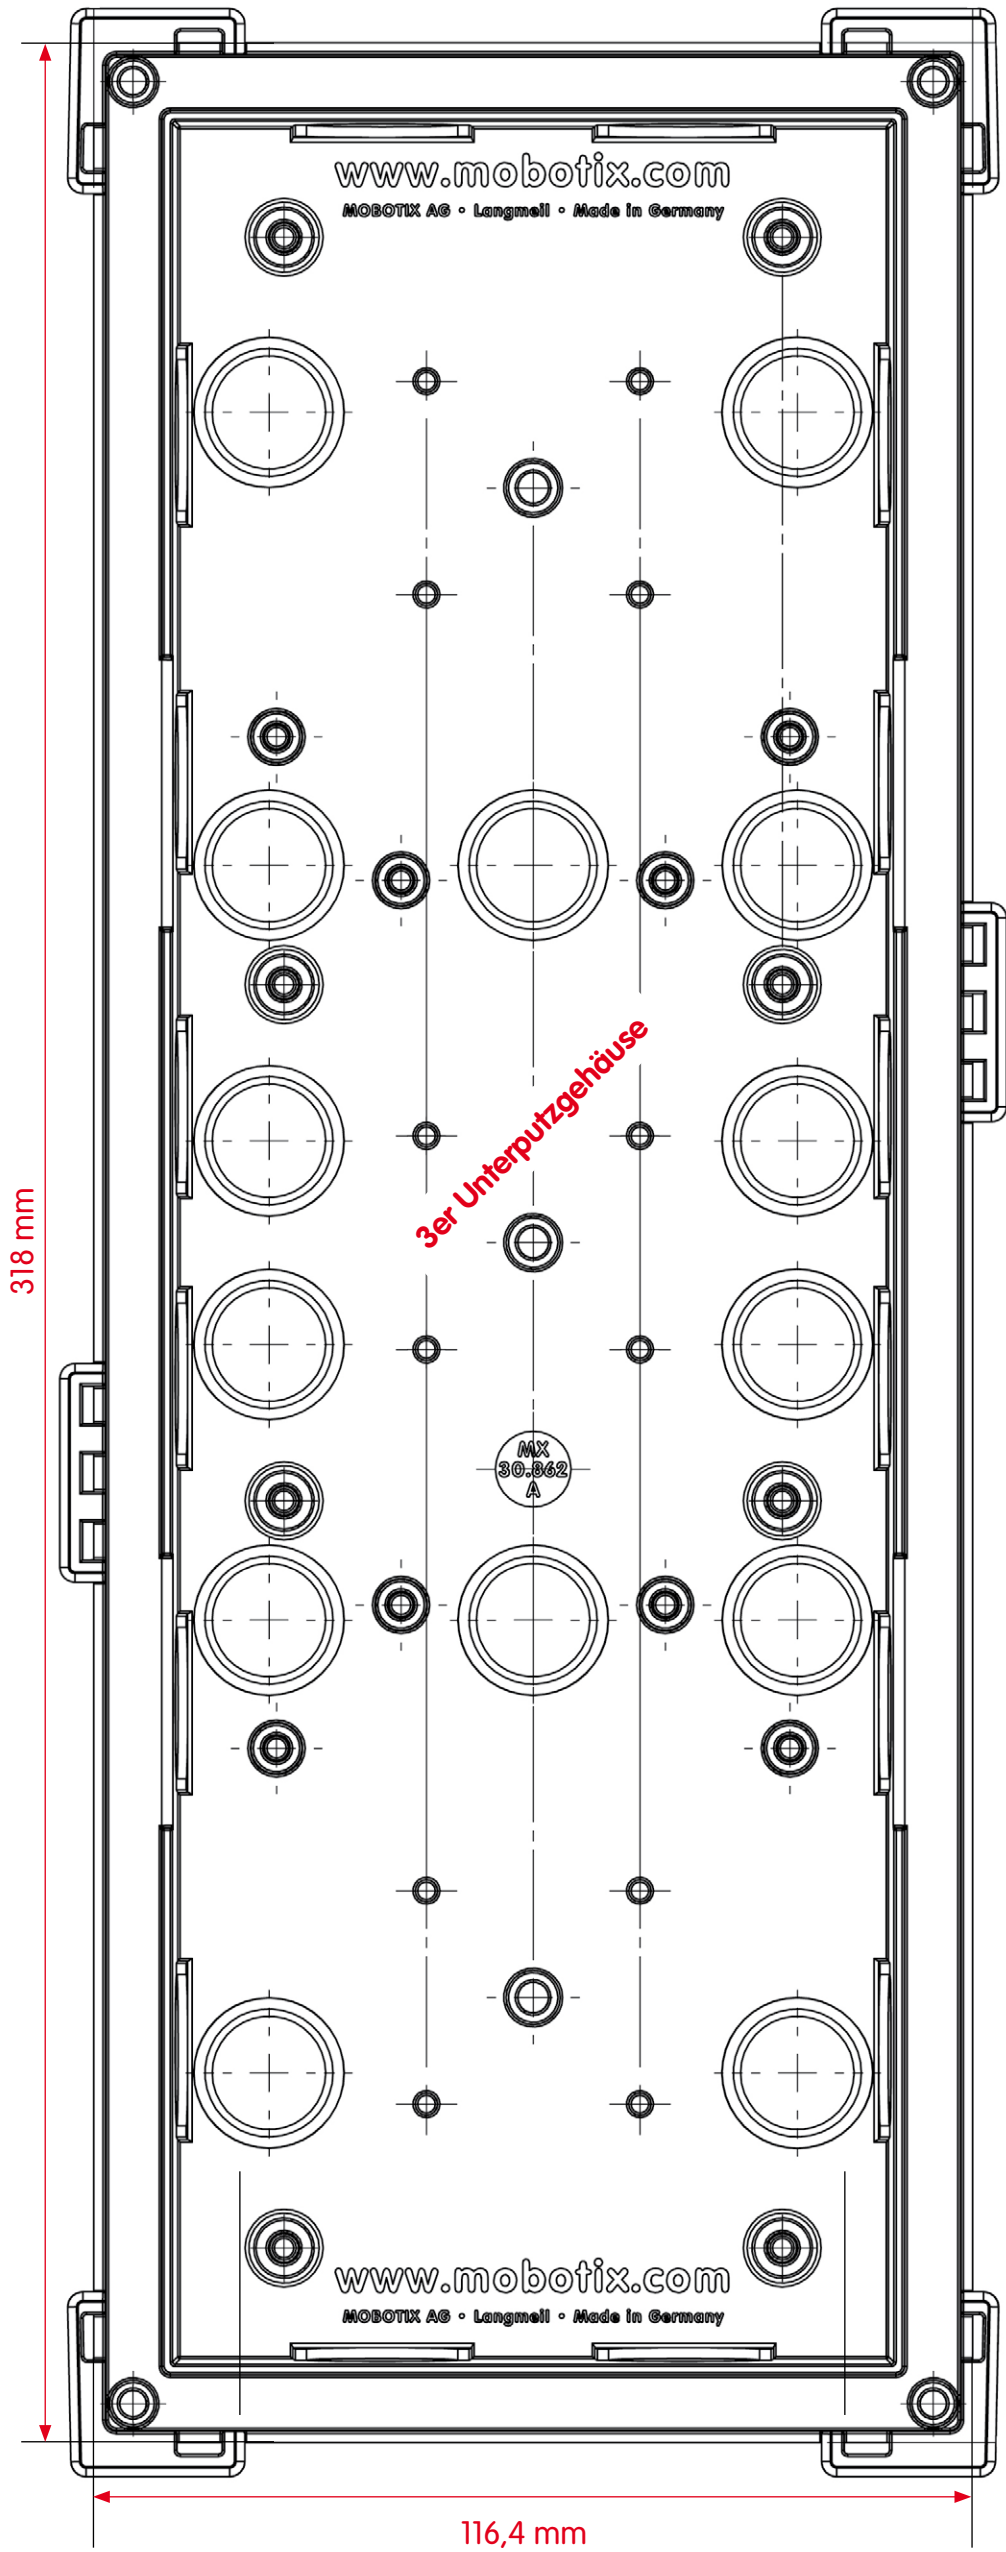 www.mobotix.com
MOBOTIX AG • Langmeil • Made in Germany
3er Unterputzgehäuse
318 mm
MX
30.862
A
www.mobotix.com
MOBOTIX AG • Langmeil • Made in Germany
116,4 mm